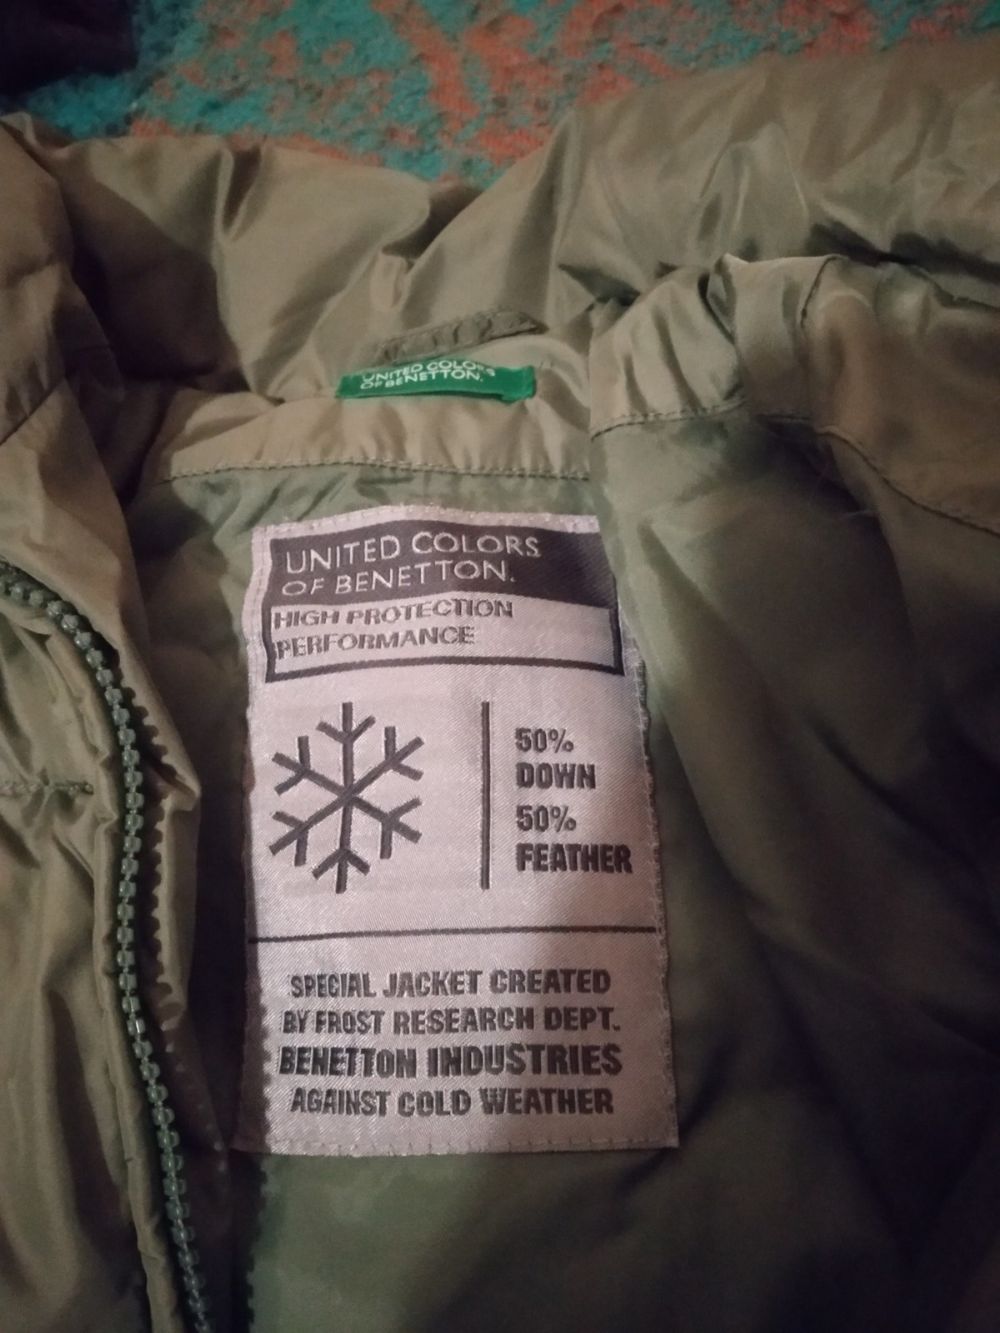 UNITED COLORS
OF BENETTON.
UNITED COLORS
OF BENETTON.
HIGH PROTECTION
PERFORMANCE
50%
DOWN
50%
FEATHER
SPECIAL JACKET CREATED
BY FROST RESEARCH DEPT.
BENETTON INDUSTRIES
AGAINST COLD WEATHER